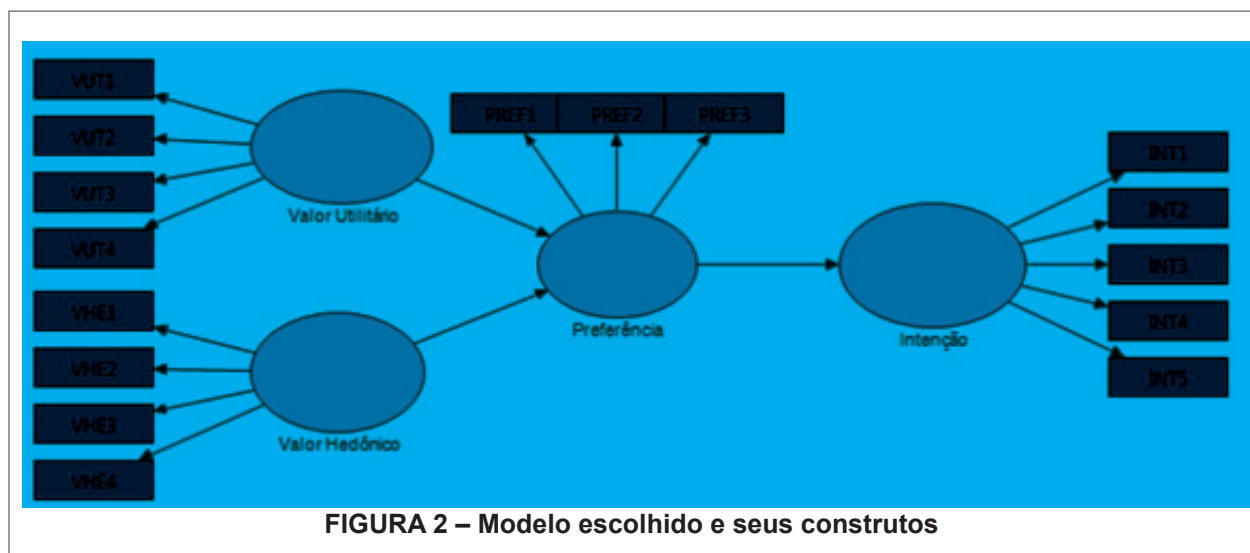 VUT1
VUT2
VUT3
VUT4
Valor Utilitário
VHE1
VHE2
VHE3
VHE4
Valor Hedônico
PREF1 PREF2 PREF3
Preferência
Intenção
INT1
INT2
INT3
INT4
INT5
FIGURA 2 – Modelo escolhido e seus construtos